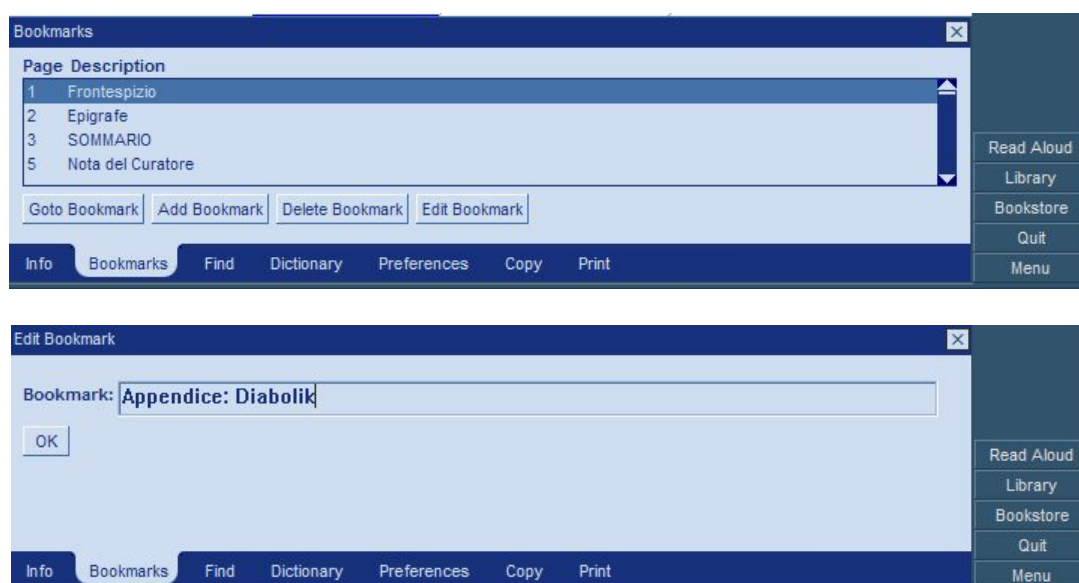 Bookmarks
Page Description
1 Frontespizio
2 Epigrafe
3 SOMMARIO
5 Nota del Curatore
Goto Bookmark Add Bookmark Delete Bookmark Edit Bookmark
Info Bookmarks Find Dictionary Preferences Copy Print
Read Aloud
Library
Bookstore
Quit
Menu
Edit Bookmark
Bookmark: Appendice: Diabolik
OK
Info Bookmarks Find Dictionary Preferences Copy Print
Read Aloud
Library
Bookstore
Quit
Menu